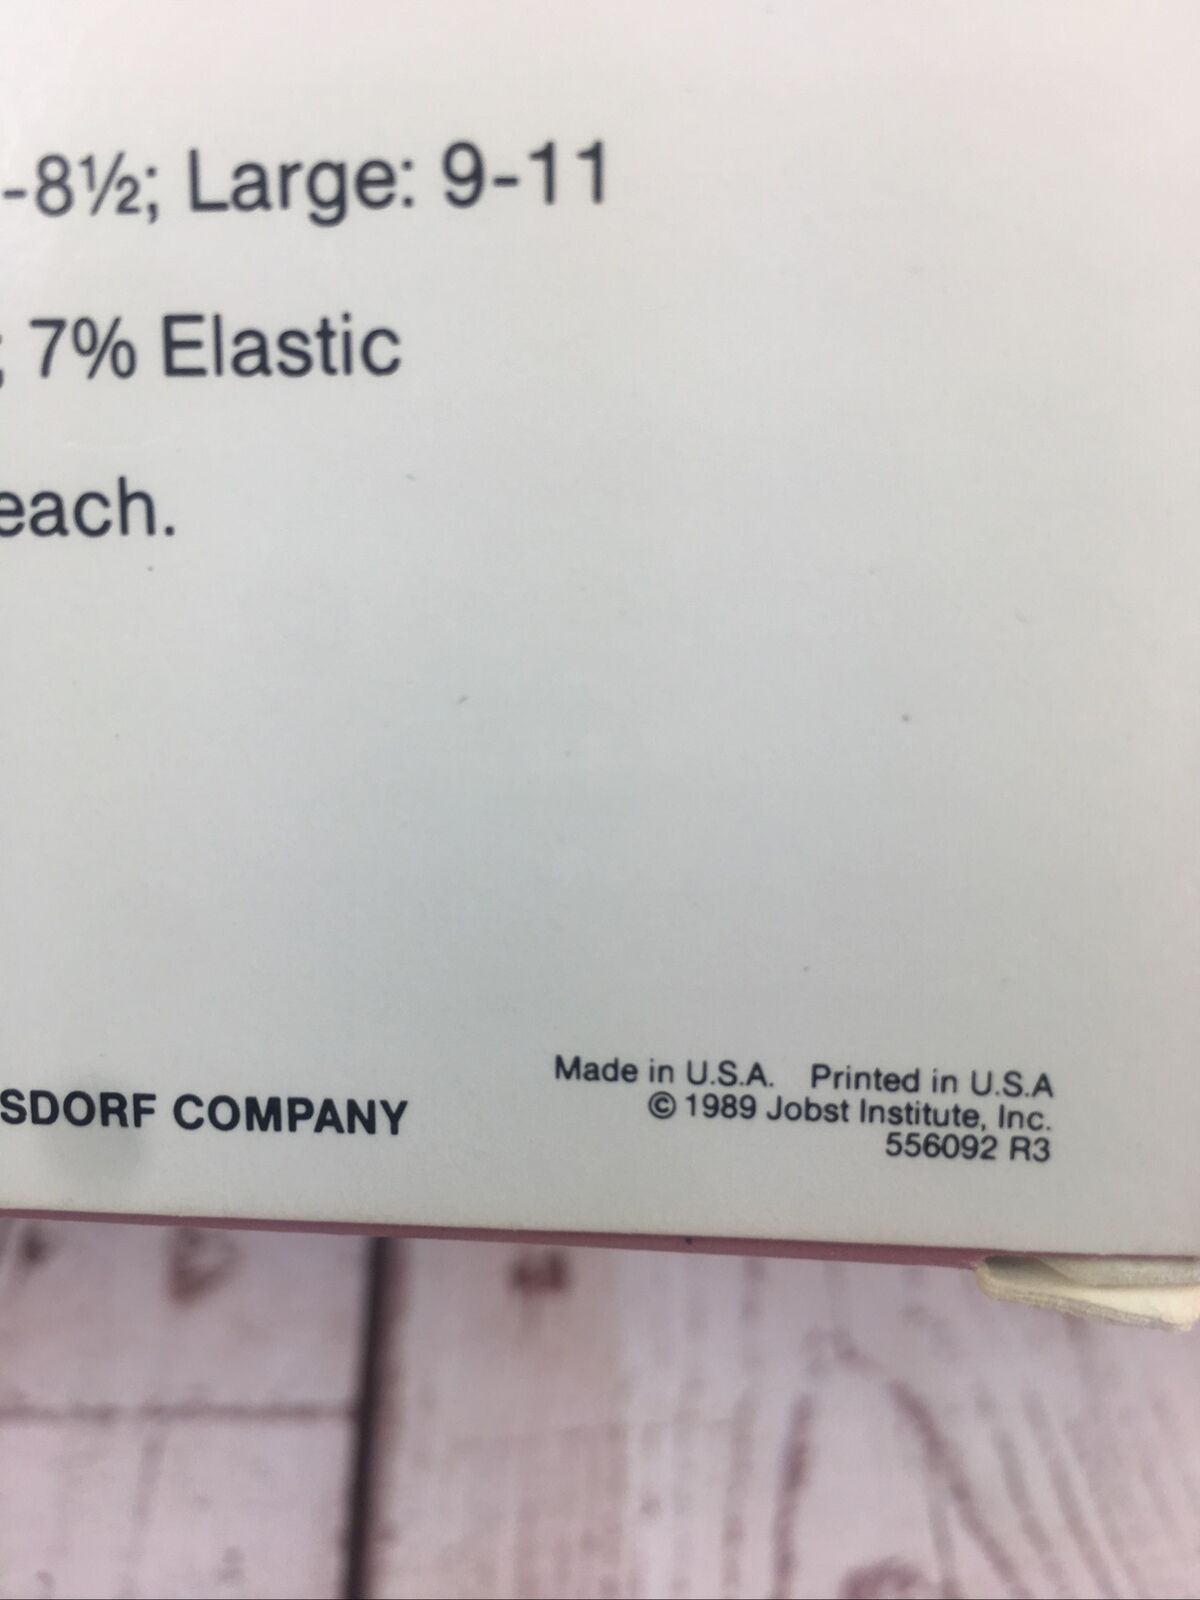 -8½; Large: 9-11
; 7% Elastic
each.
SDORF COMPANY
Made in U.S.A. Printed in U.S.A
© 1989 Jobst Institute, Inc.
556092 R3